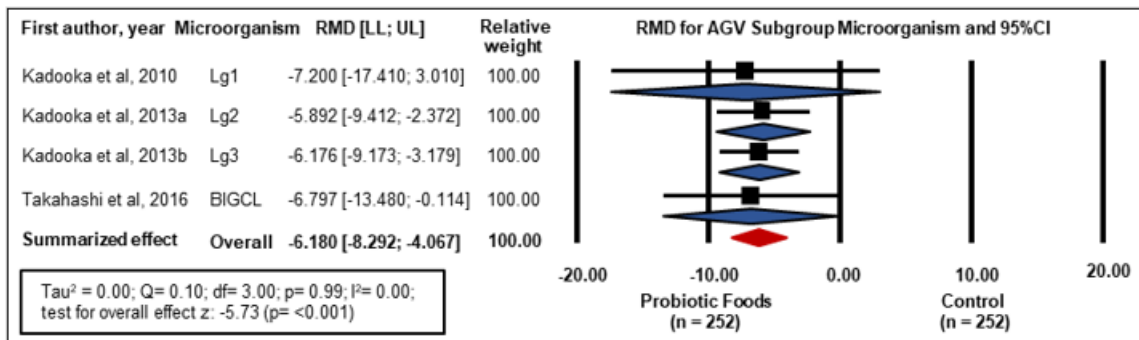 First author, year Microorganism RMD [LL; UL] Relative weight RMD for AGV Subgroup Microorganism and 95%CI
Kadooka et al, 2010 Lg1 -7.200 [-17.410; 3.010] 100.00
Kadooka et al, 2013a Lg2 -5.892 [-9.412; -2.372] 100.00
Kadooka et al, 2013b Lg3 -6.176 [-9.173; -3.179] 100.00
Takahashi et al, 2016 BIGCL -6.797 [-13.480; -0.114] 100.00
Summarized effect Overall -6.180 [-8.292; -4.067] 100.00
-20.00 -10.00 0.00 10.00 20.00
Tau² = 0.00; Q= 0.10; df= 3.00; p= 0.99; I²= 0.00;
test for overall effect z: -5.73 (p= <0.001)
Probiotic Foods Control
(n = 252) (n = 252)